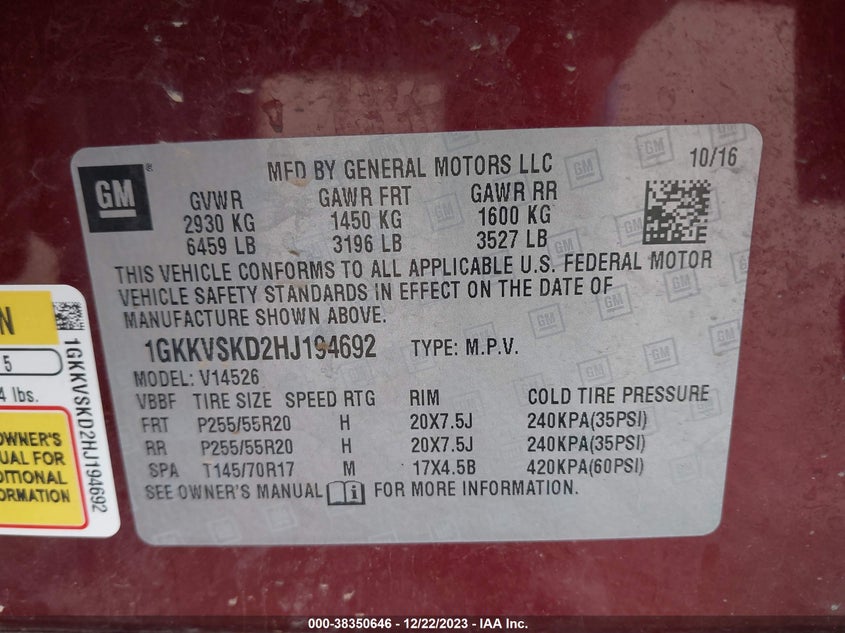 MFD BY GENERAL MOTORS LLC 10/16
GM ®
GVWR GAWR FRT GAWR RR
2930 KG 1450 KG 1600 KG
6459 LB 3196 LB 3527 LB
THIS VEHICLE CONFORMS TO ALL APPLICABLE U.S. FEDERAL MOTOR
VEHICLE SAFETY STANDARDS IN EFFECT ON THE DATE OF
MANUFACTURE SHOWN ABOVE.
1GKKVSKD2HJ194692 TYPE: M.P.V.
MODEL: V14526
VBBF TIRE SIZE SPEED RTG RIM COLD TIRE PRESSURE
FRT P255/55R20 H 20X7.5J 240KPA(35PSI)
RR P255/55R20 H 20X7.5J 240KPA(35PSI)
SPA T145/70R17 M 17X4.5B 420KPA(60PSI)
SEE OWNER'S MANUAL i FOR MORE INFORMATION.
N
5
4 lbs.
OWNER'S
UAL FOR
DITIONAL
ORMATION
1GKKVSKD2HJ194692
000-38350646 - 12/22/2023 - IAA Inc.